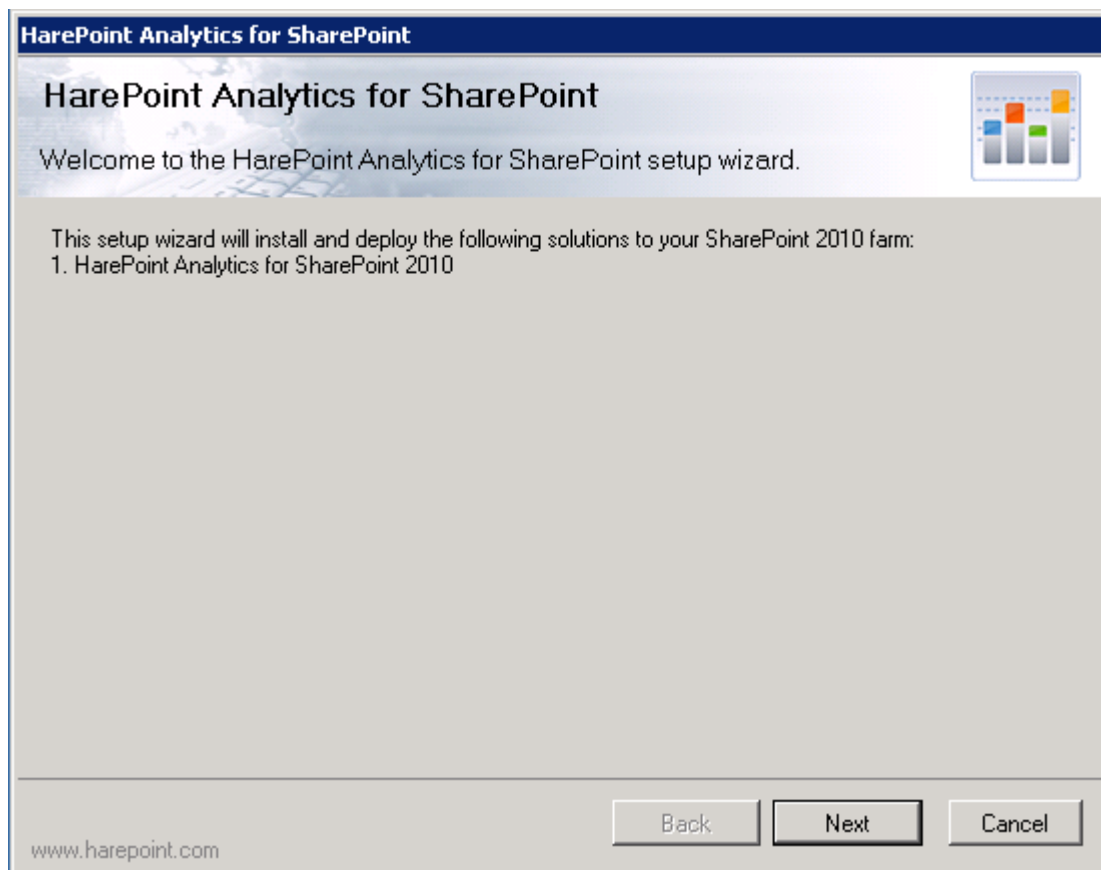 HarePoint Analytics for SharePoint
HarePoint Analytics for SharePoint
Welcome to the HarePoint Analytics for SharePoint setup wizard.
This setup wizard will install and deploy the following solutions to your SharePoint 2010 farm:
1. HarePoint Analytics for SharePoint 2010
Back
Next
Cancel
www.harepoint.com